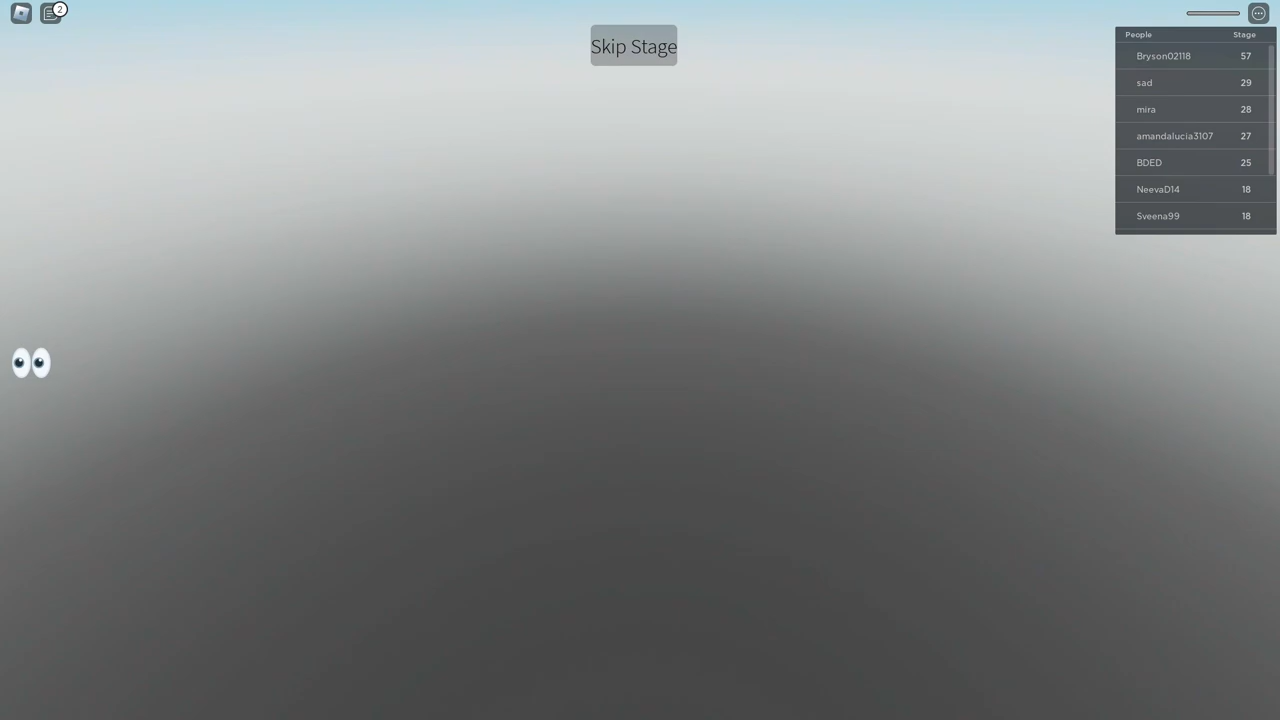 2
Skip Stage
People Stage
Bryson02118 57
sad 29
mira 28
amandalucia3107 27
BDED 25
NeevaD14 18
Sveena99 18